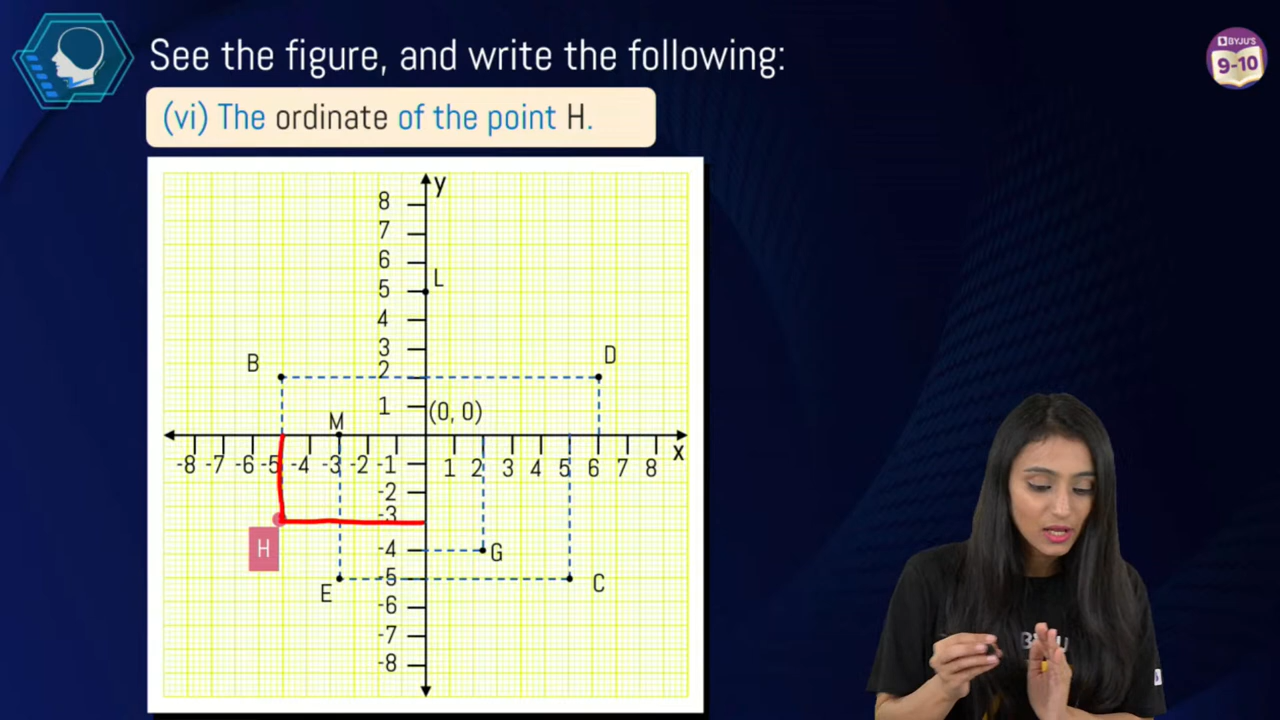 See the figure, and write the following:
BYJU'S
9-10
(vi) The ordinate of the point H.
y
8
7
6
5
L
4
3
B
2
D
1
(0, 0)
M
x
-8 -7 -6 -5 -4 -3 -2 -1 1 2 3 4 5 6 7 8
-2
-3
H
-4
G
-5
E
C
-6
-7
-8